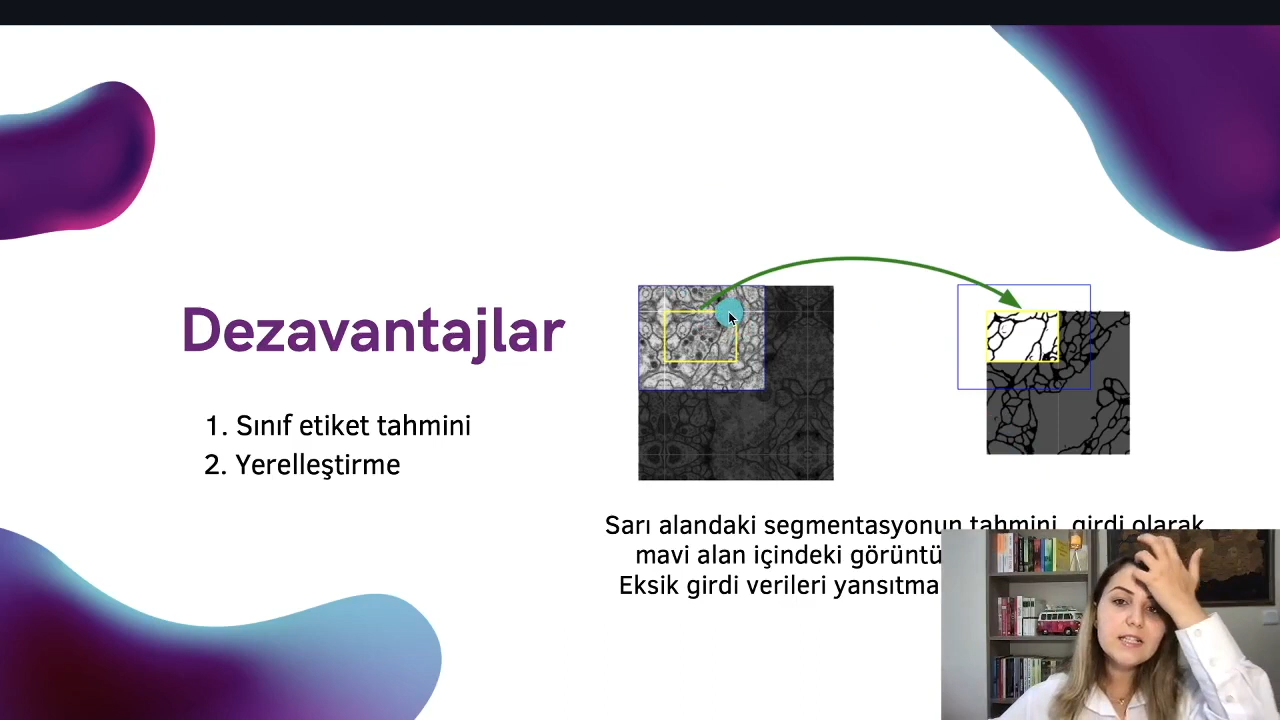 Dezavantajlar
1. Sınıf etiket tahmini
2. Yerelleştirme
Sarı alandaki segmentasyonun tahmini, girdi olarak
mavi alan içindeki görüntü
Eksik girdi verileri yansıtma